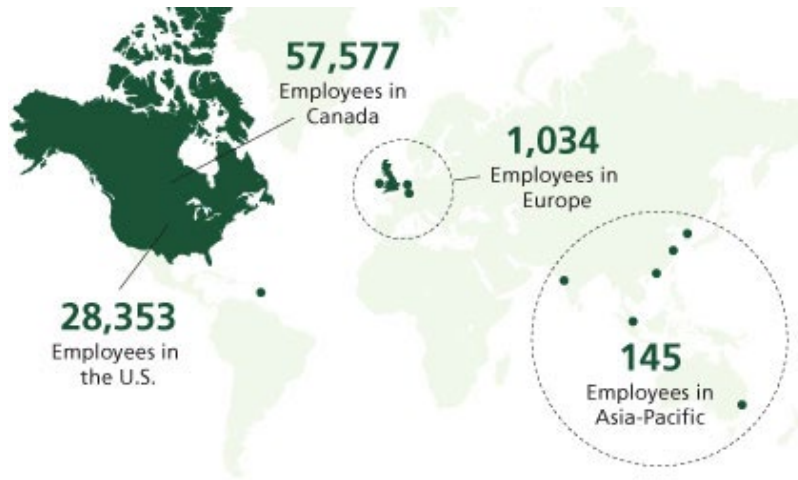 57,577
Employees in
Canada
1,034
Employees in
Europe
28,353
Employees in
the U.S.
145
Employees in
Asia-Pacific